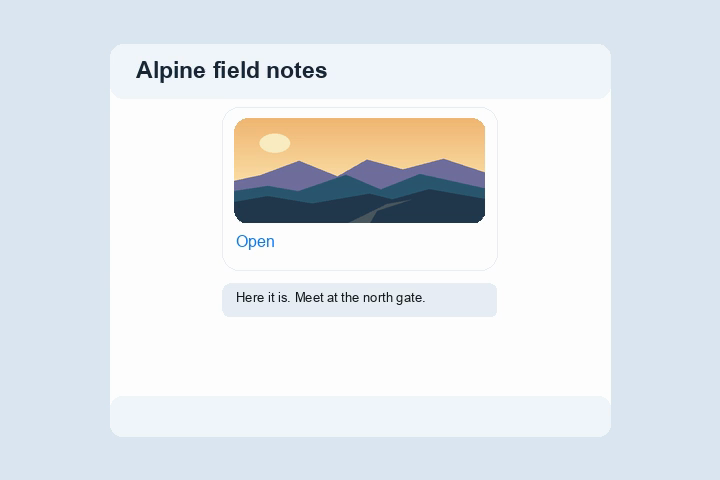 Alpine field notes
Open
Here it is. Meet at the north gate.